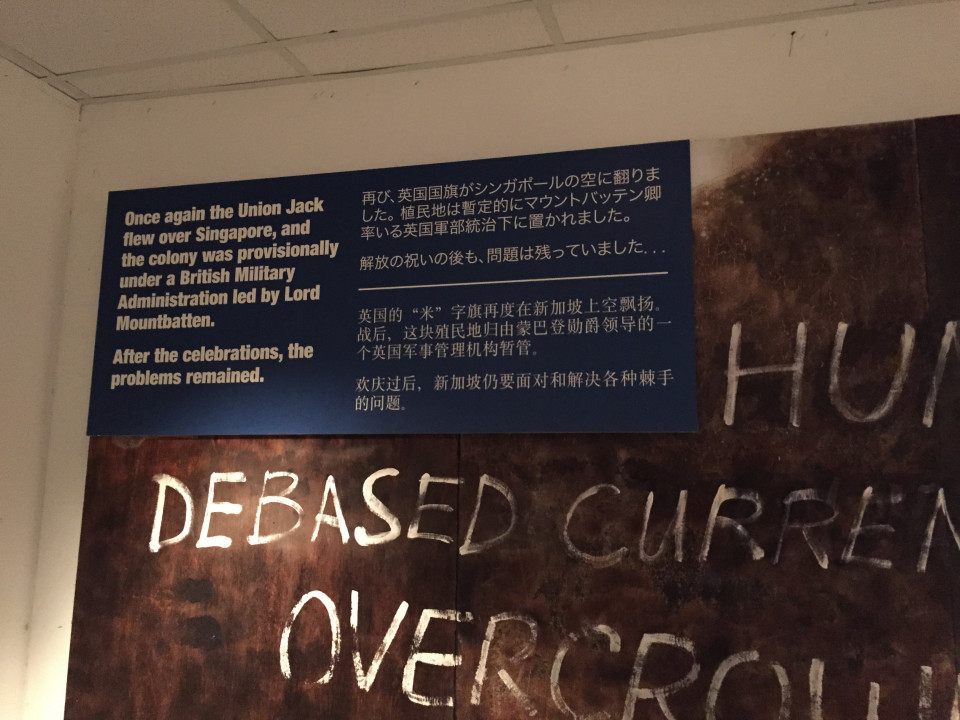 Once again the Union Jack
flew over Singapore, and
the colony was provisionally
under a British Military
Administration led by Lord
Mountbatten.
After the celebrations, the
problems remained.
再び、英国国旗がシンガポールの空に翻りま
した。植民地は暫定的にマウントバッテン卿
率いる英国軍部統治下に置かれました。
解放の祝いの後も、問題は残っていました...
英国的“米”字旗再度在新加坡上空飘扬。
战后，这块殖民地归由蒙巴登勋爵领导的一
个英国军事管理机构暂管。
欢庆过后，新加坡仍要面对和解决各种棘手
的问题。
HUN
DEBASED CURREN
OVERCROW